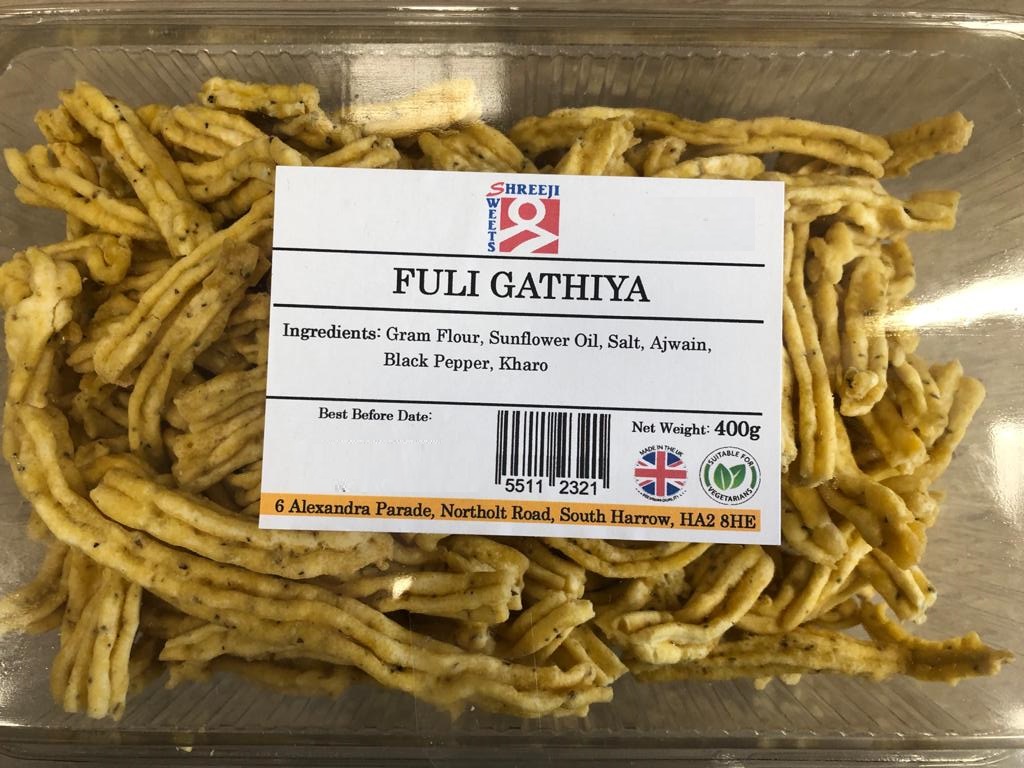 SHREEJI
SWEETS
FULI GATHIYA
Ingredients: Gram Flour, Sunflower Oil, Salt, Ajwain,
Black Pepper, Kharo
Best Before Date:
5511 2321
Net Weight: 400g
MADE IN THE UK
SUITABLE FOR
VEGETARIANS
6 Alexandra Parade, Northolt Road, South Harrow, HA2 8HE